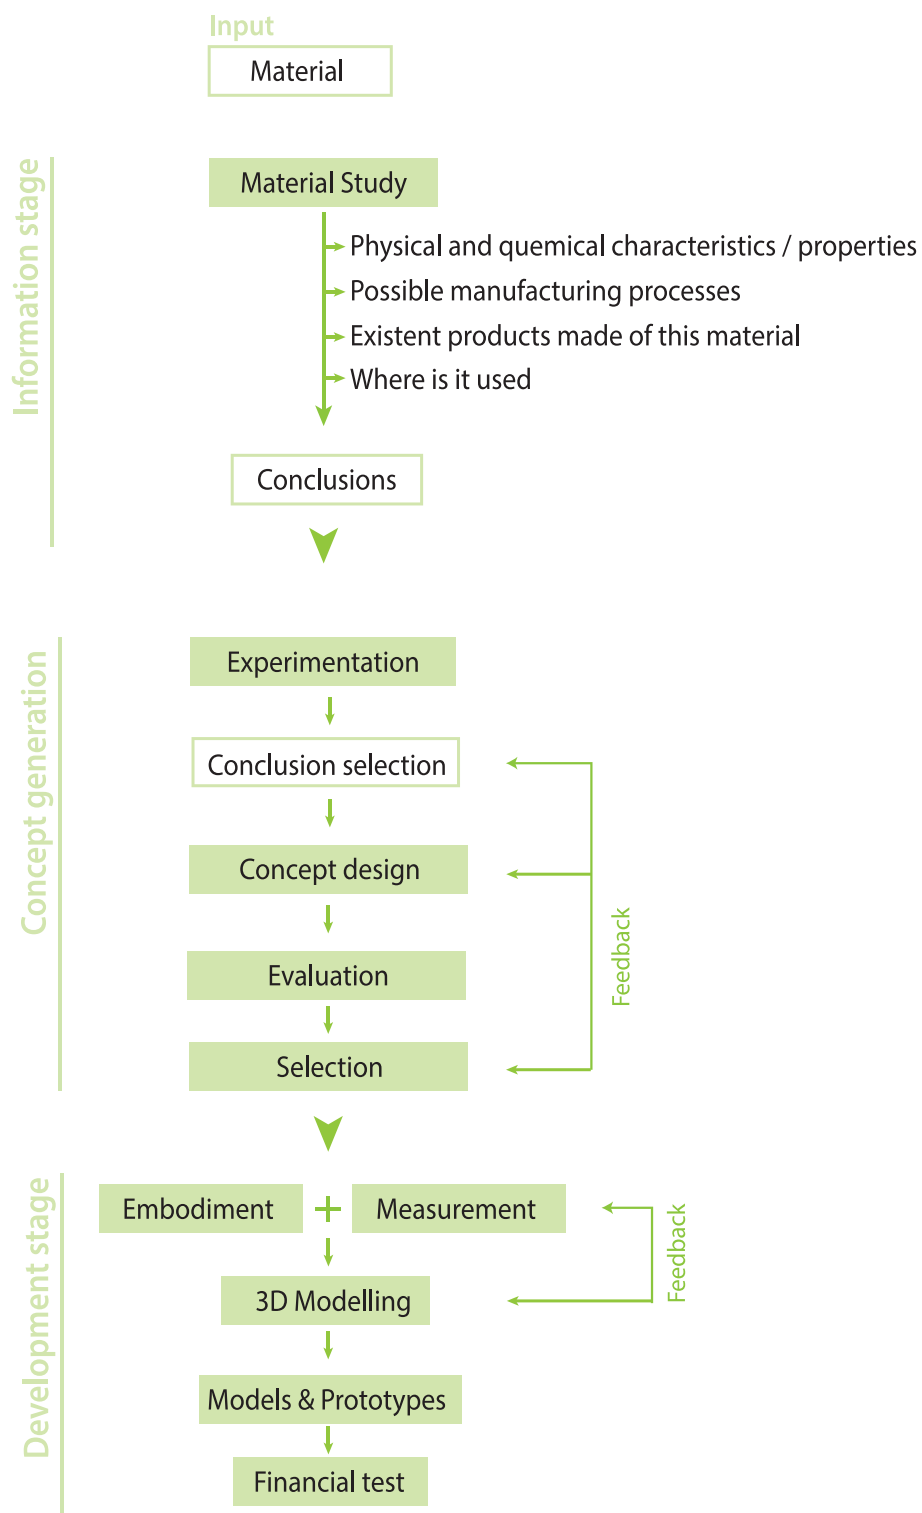 Input
Material
Information stage
Material Study
Physical and quemical characteristics / properties
Possible manufacturing processes
Existent products made of this material
Where is it used
Conclusions
Concept generation
Experimentation
Conclusion selection
Concept design
Feedback
Evaluation
Selection
Development stage
Embodiment + Measurement
Feedback
3D Modelling
Models & Prototypes
Financial test